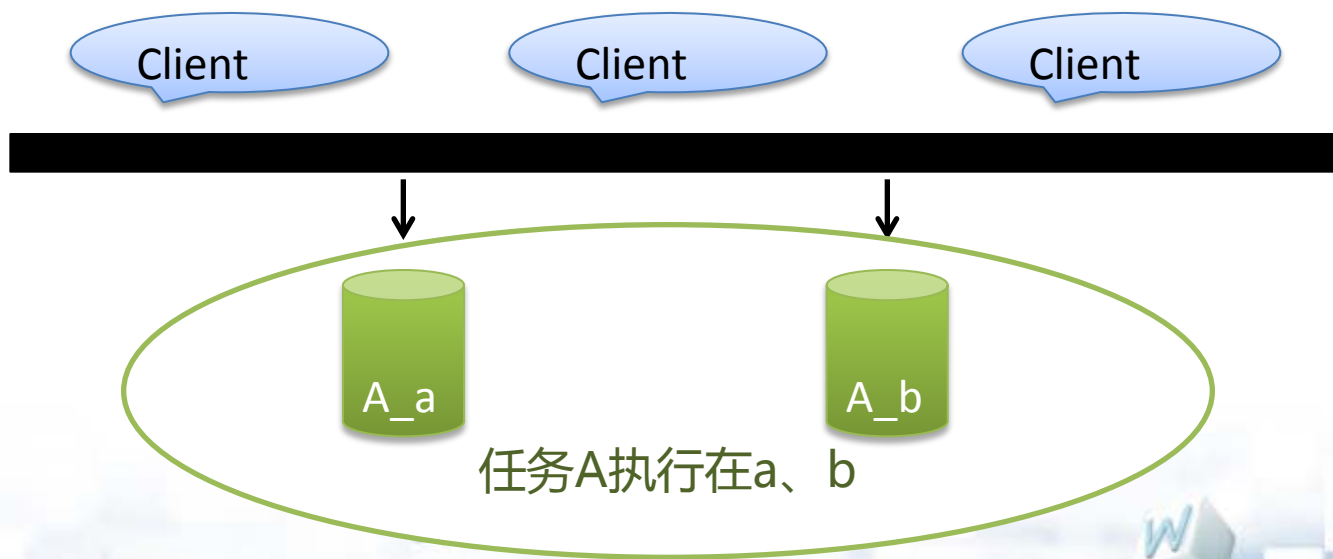 Client
Client
Client
A_a
A_b
任务A执行在a、b
W